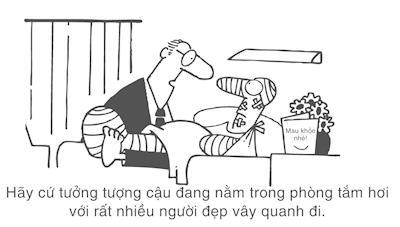 Mau khỏe
nhé!
Hãy cứ tưởng tượng cậu đang nằm trong phòng tắm hơi
với rất nhiều người đẹp vây quanh đi.